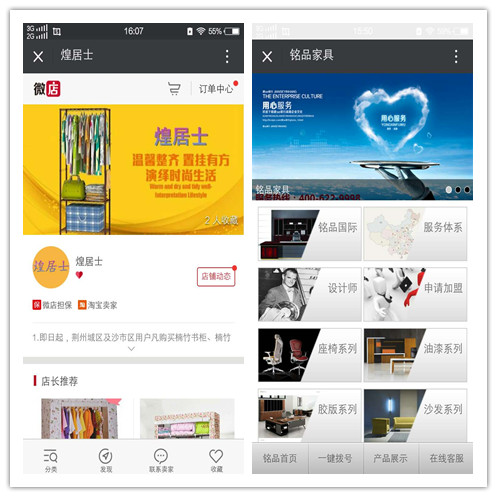 3G
2G
16:07
55%
煌居士
微店
订单中心
煌居士
温馨整齐 置挂有方
演绎时尚生活
Warm and dry and tidy well-
Interpretation Lifestyle
2 人收藏
煌居士
煌居士
店铺动态
保 微店担保 淘 淘宝卖家
1.即日起，荆州城区及沙市区用户凡购买楠竹书柜、楠竹
店长推荐
分类
发现
联系卖家
收藏
铭品家具
THE ENTERPRISE CULTURE
用心服务
用心服务
铭品家具
铭品国际
服务体系
设计师
申请加盟
座椅系列
油漆系列
胶版系列
沙发系列
铭品首页
一键拨号
产品展示
在线客服